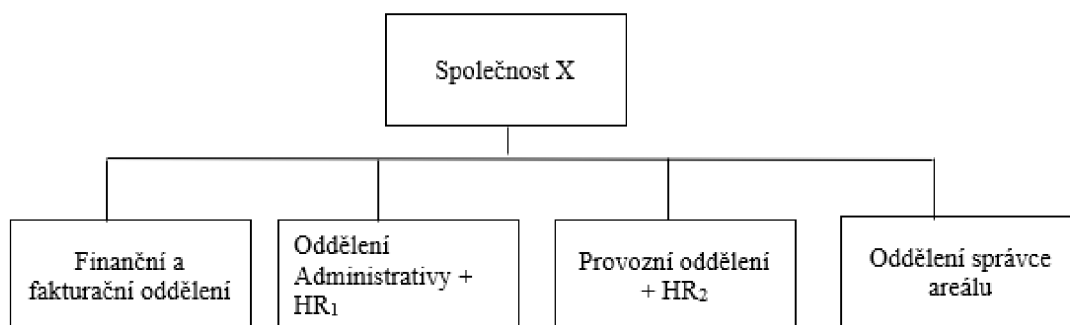 Společnost X
Finanční a
fakturační oddělení
Oddělení
Administrativy +
HR₁
Provozní oddělení
+ HR₂
Oddělení správce
areálu